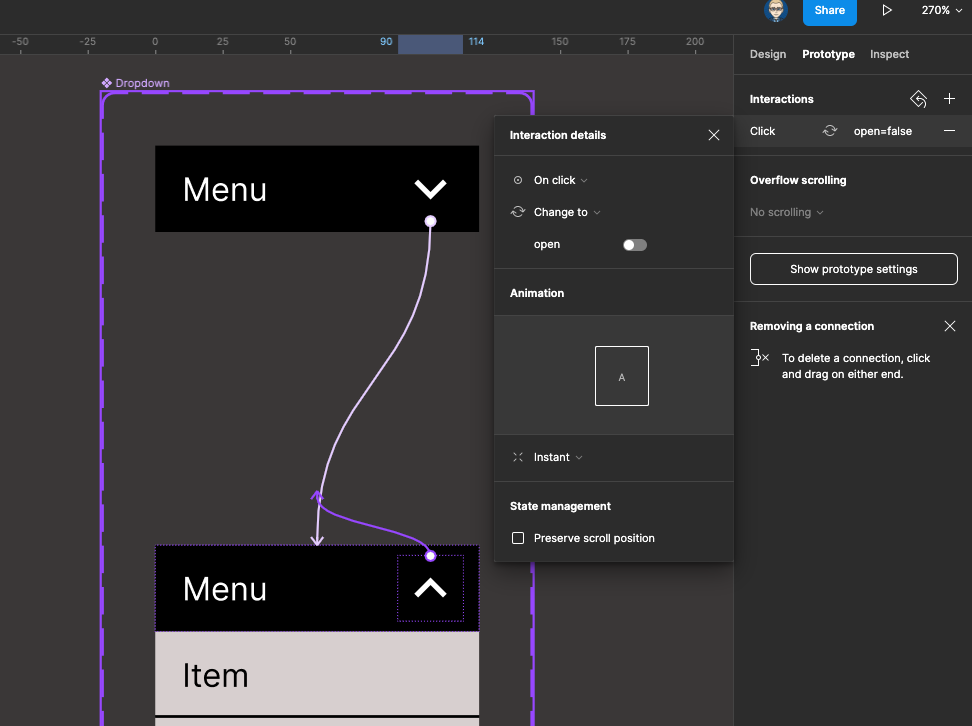 Share
270%
-50 -25 0 25 50 90 114 150 175 200
Design Prototype Inspect
Dropdown
Interactions
Click open=false
Interaction details
On click
Change to
open
Animation
A
Instant
State management
Preserve scroll position
Overflow scrolling
No scrolling
Show prototype settings
Removing a connection
To delete a connection, click
and drag on either end.
Menu
Menu
Item